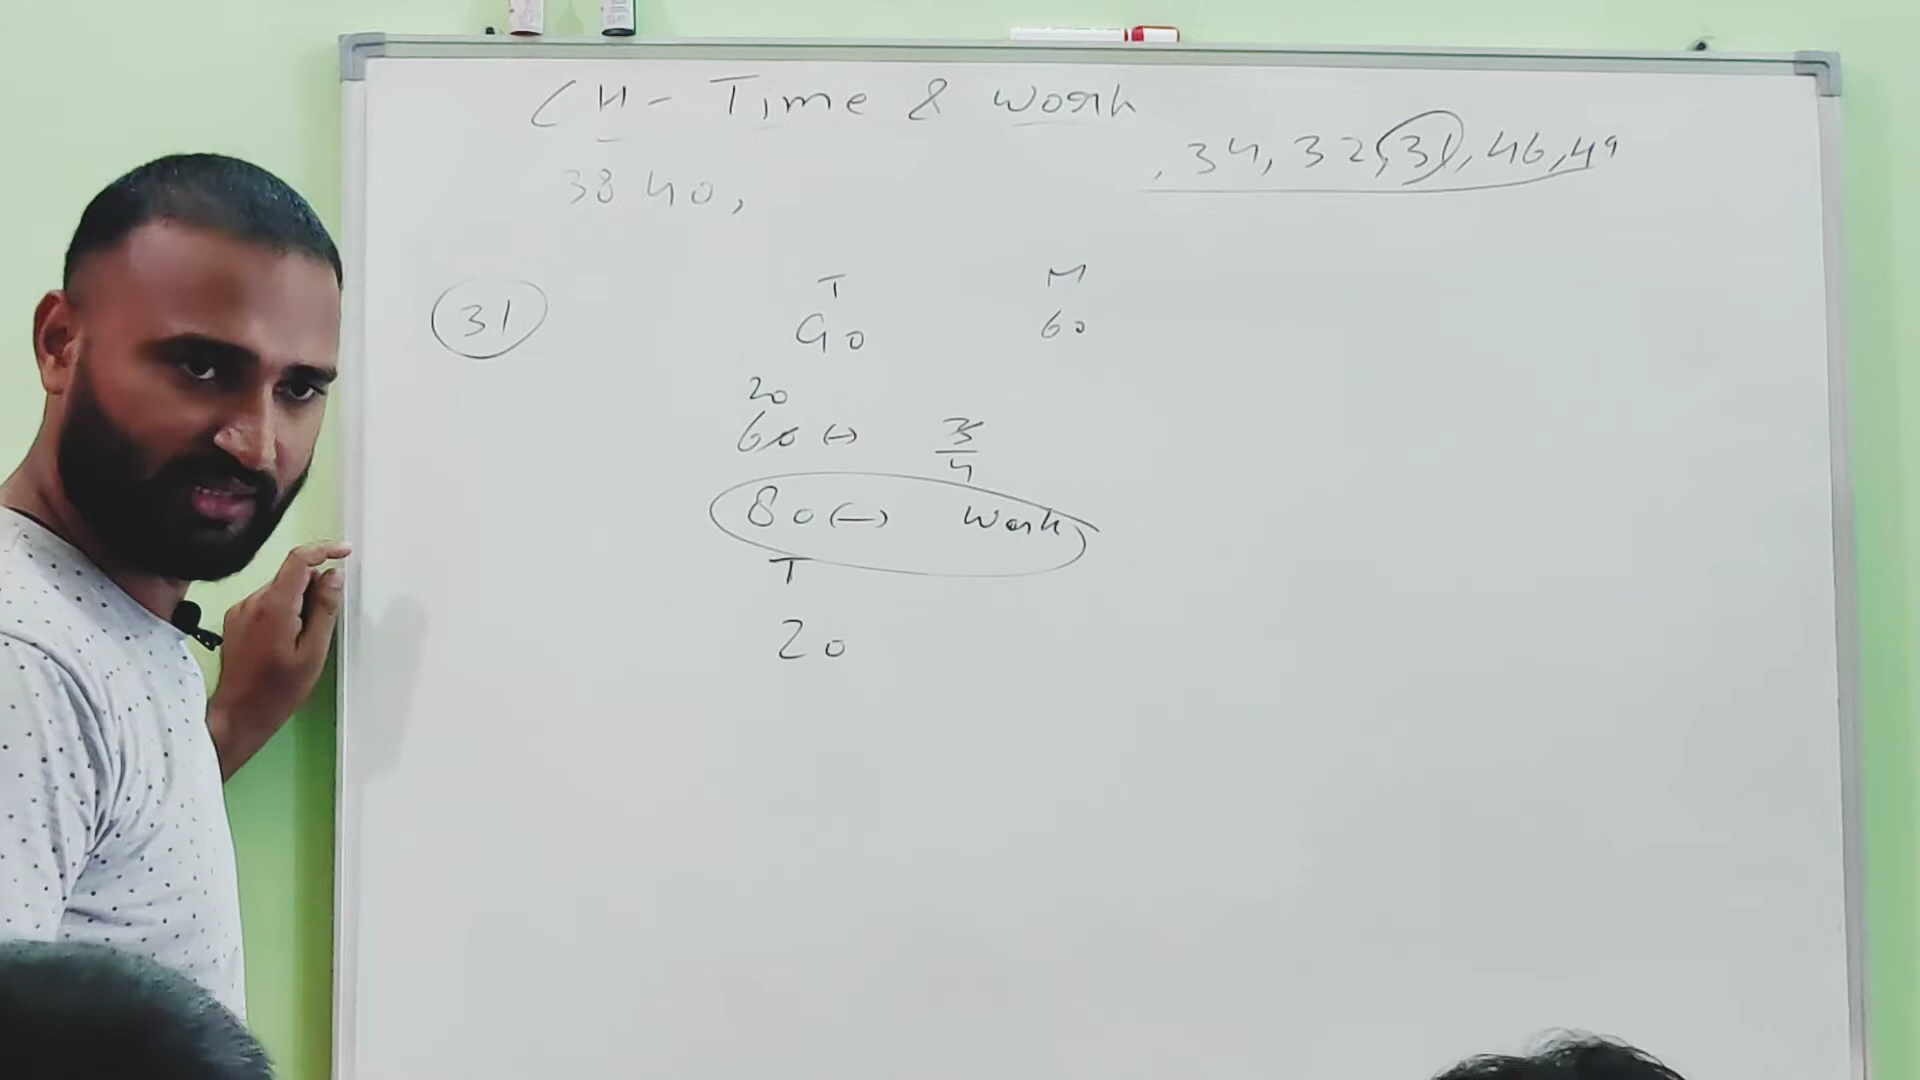 CH - Time & Work
38 40,
, 34, 32, 31, 46, 49
31
T M
90 60
20
60 (-) 3/4
80 (-) Work
T
20